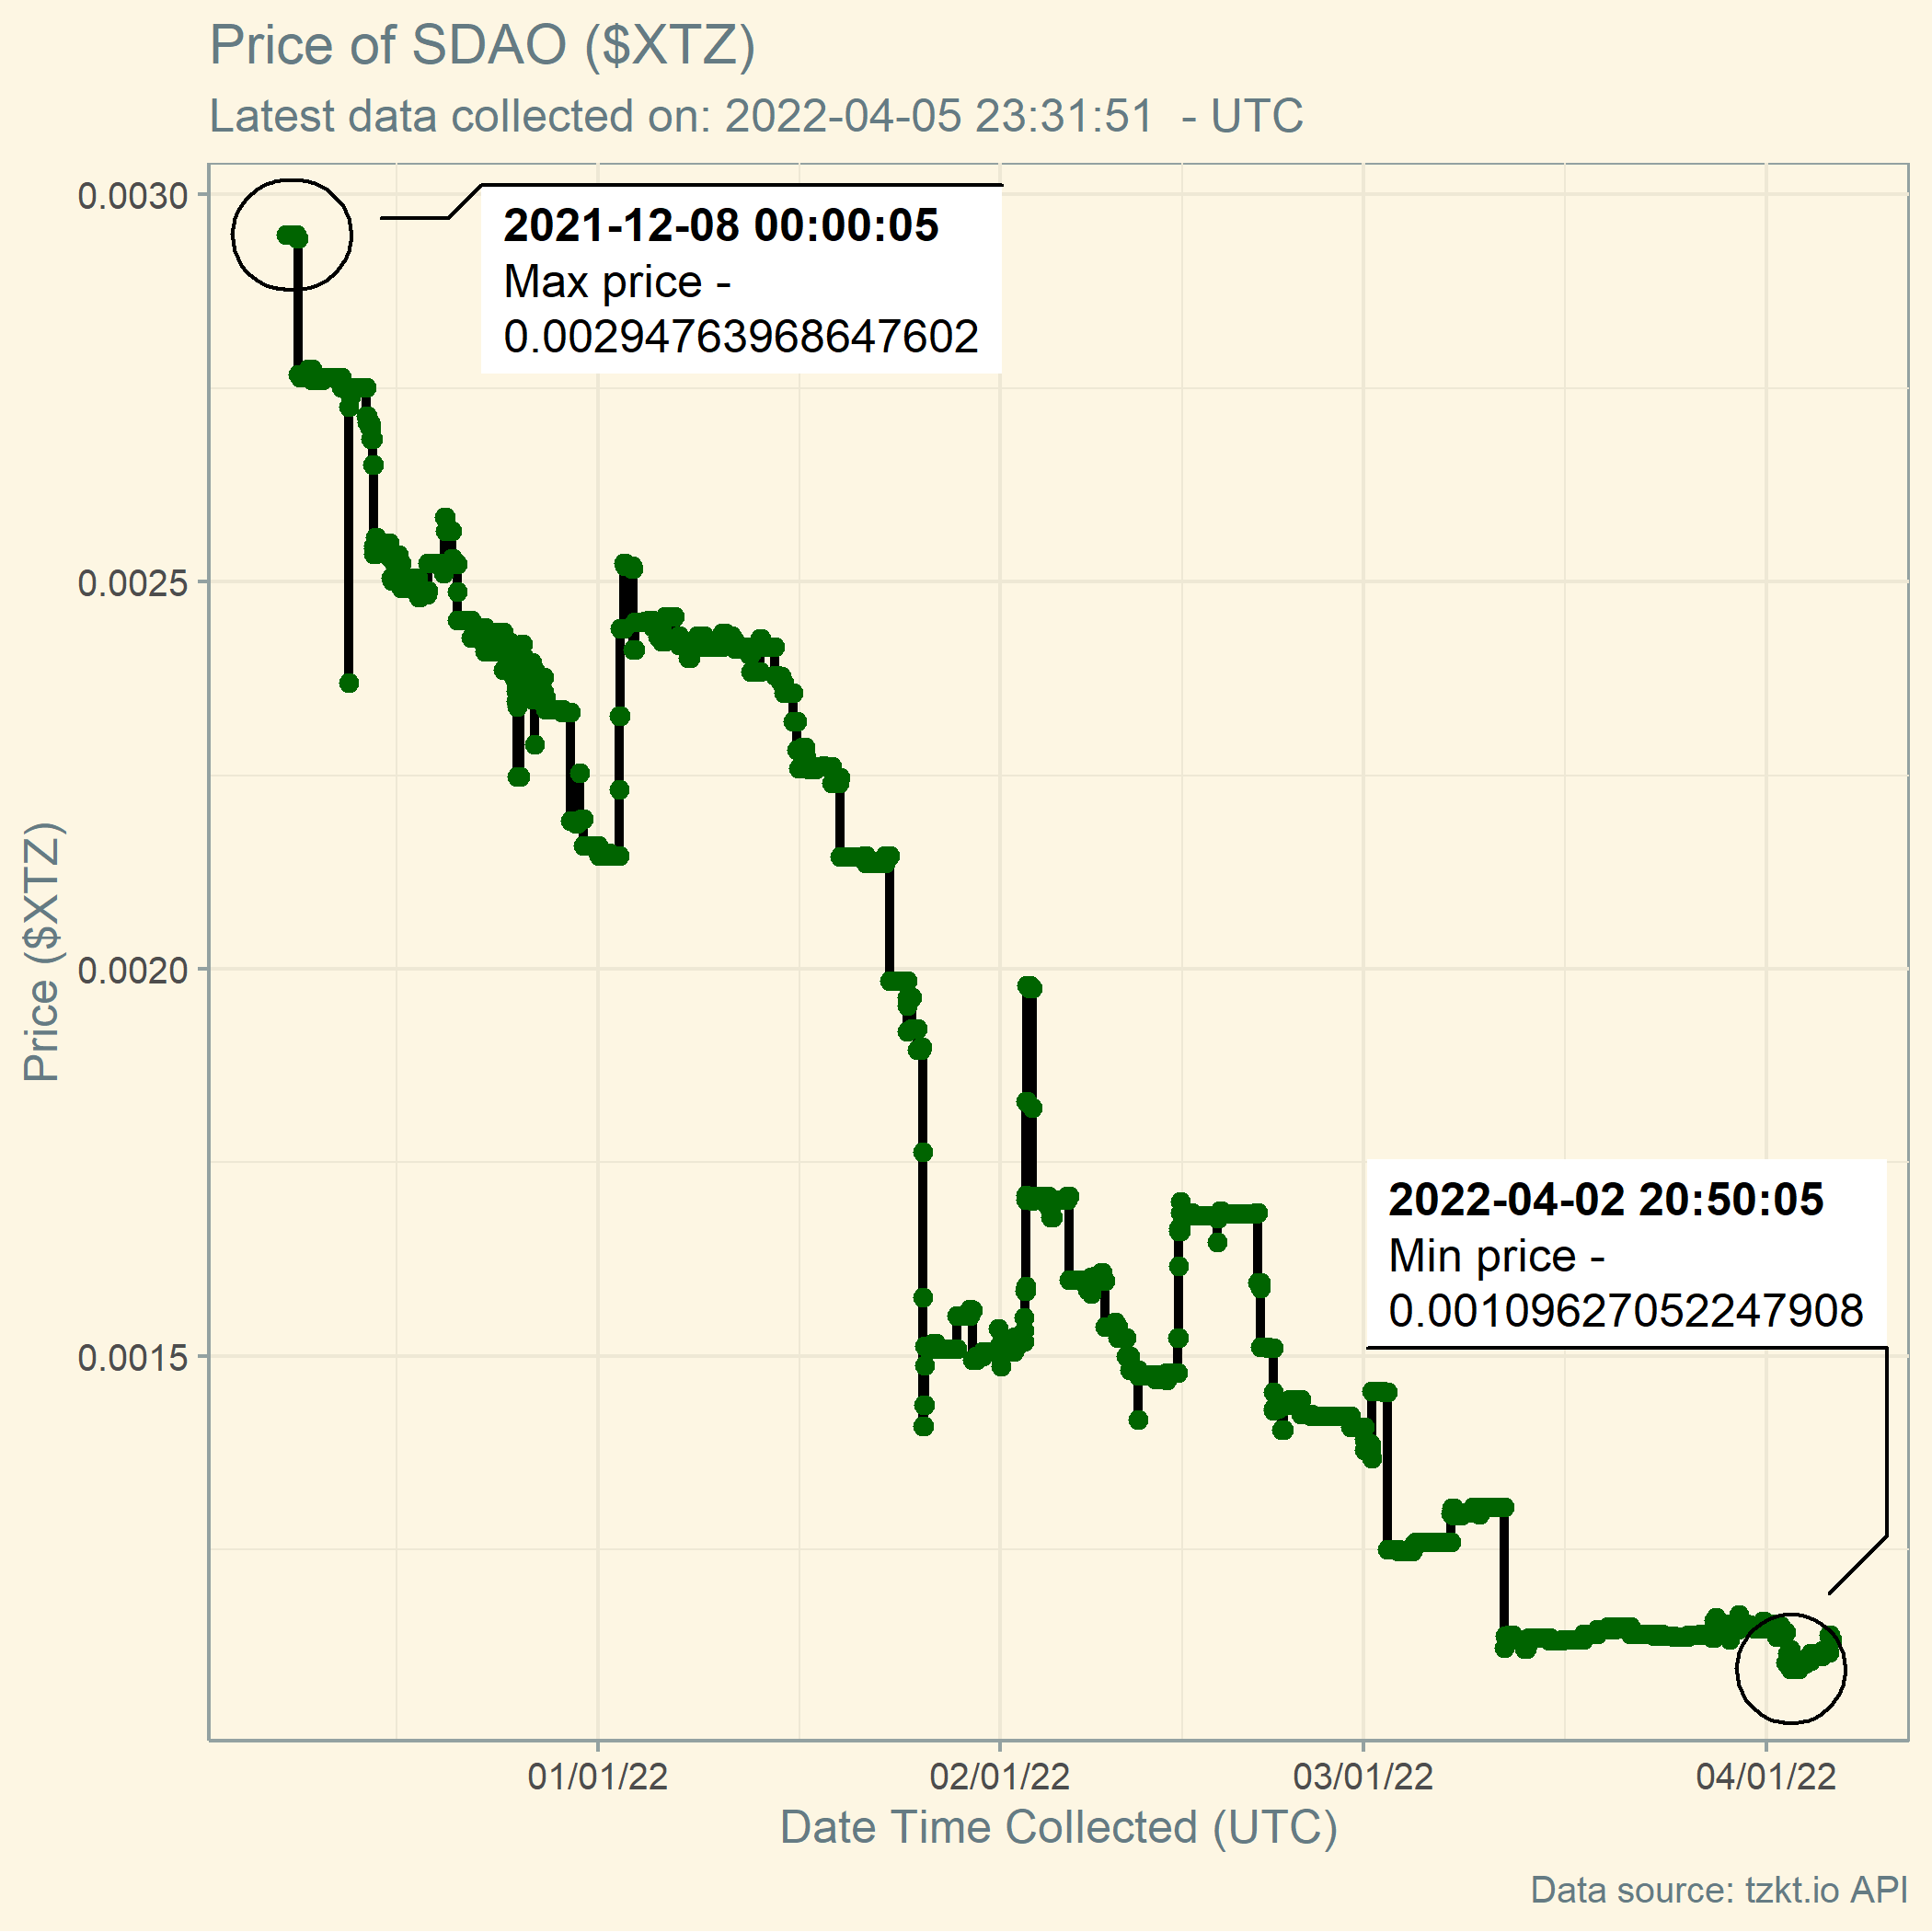 Price of SDAO ($XTZ)
Latest data collected on: 2022-04-05 23:31:51  - UTC
0.0030
0.0025
0.0020
0.0015
Price ($XTZ)
2021-12-08 00:00:05
Max price -
0.00294763968647602
2022-04-02 20:50:05
Min price -
0.00109627052247908
01/01/22
02/01/22
03/01/22
04/01/22
Date Time Collected (UTC)
Data source: tzkt.io API